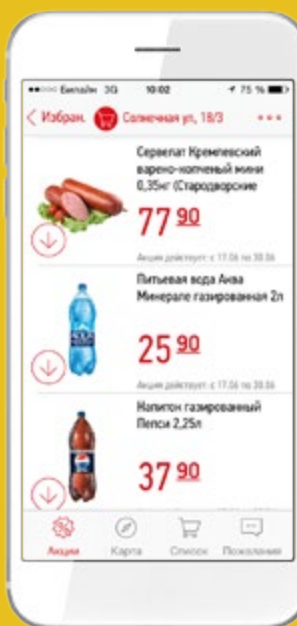 Билайн 3G 10:02 75 %
Избран. Солнечная ул, 18/3
Сервелат Кремлевский
варено-копченый мини
0,35кг (Стародворские
77 90
Акция действует: с 17.06 по 30.06
Питьевая вода Аква
Минерале газированная 2л
25 90
Акция действует: с 17.06 по 30.06
Напиток газированный
Пепси 2,25л
37 90
Акции Карта Список Пожелания